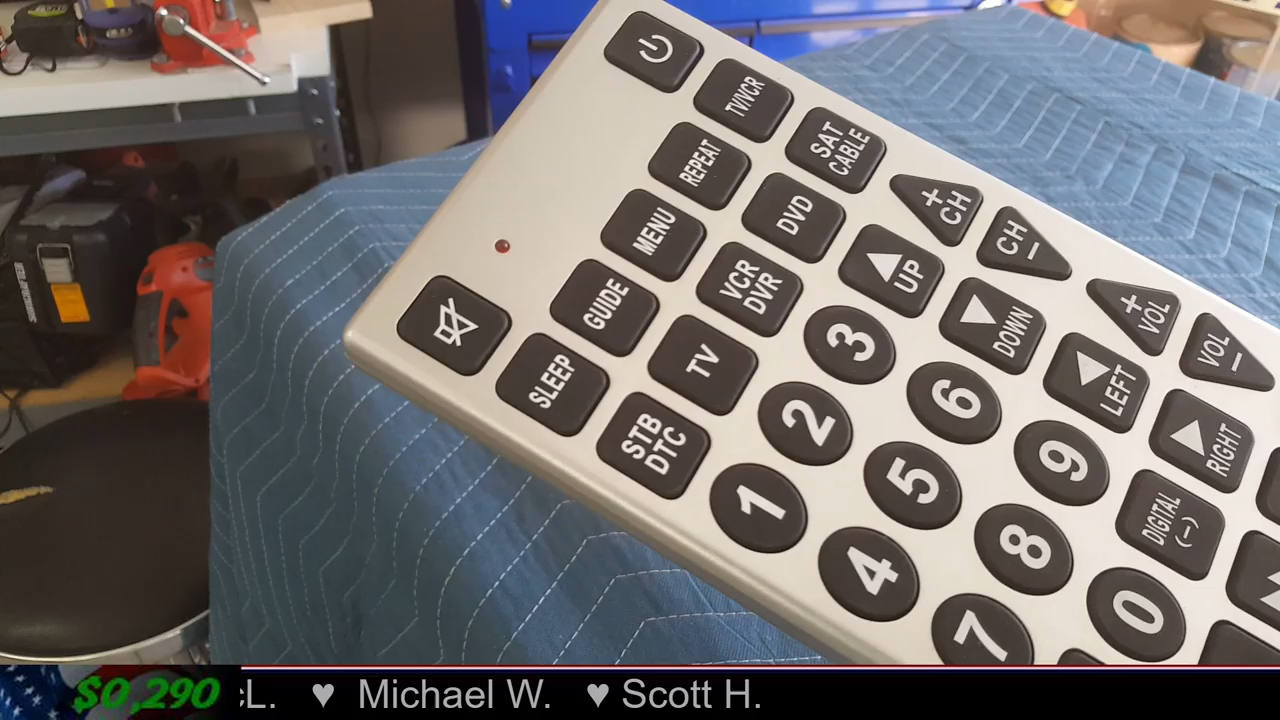 TV/VCR
SAT
CABLE
REPEAT
+
CH
DVD
CH
-
MENU
UP
VCR
DVR
+
VOL
GUIDE
DOWN
3
VOL
-
TV
LEFT
SLEEP
6
2
RIGHT
STB
DTC
9
5
1
DIGITAL
(-)
8
4
0
7
$0,290
cL. ♥ Michael W. ♥ Scott H.